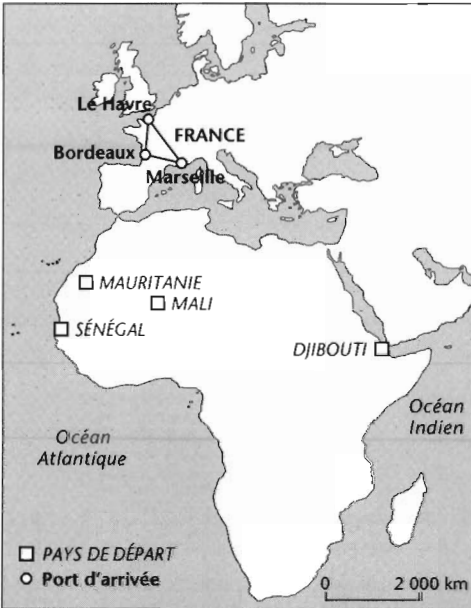 Le Havre
FRANCE
Bordeaux
Marseille
MAURITANIE
MALI
SÉNÉGAL
DJIBOUTI
Océan
Indien
Océan
Atlantique
PAYS DE DÉPART
Port d'arrivée
0 2 000 km